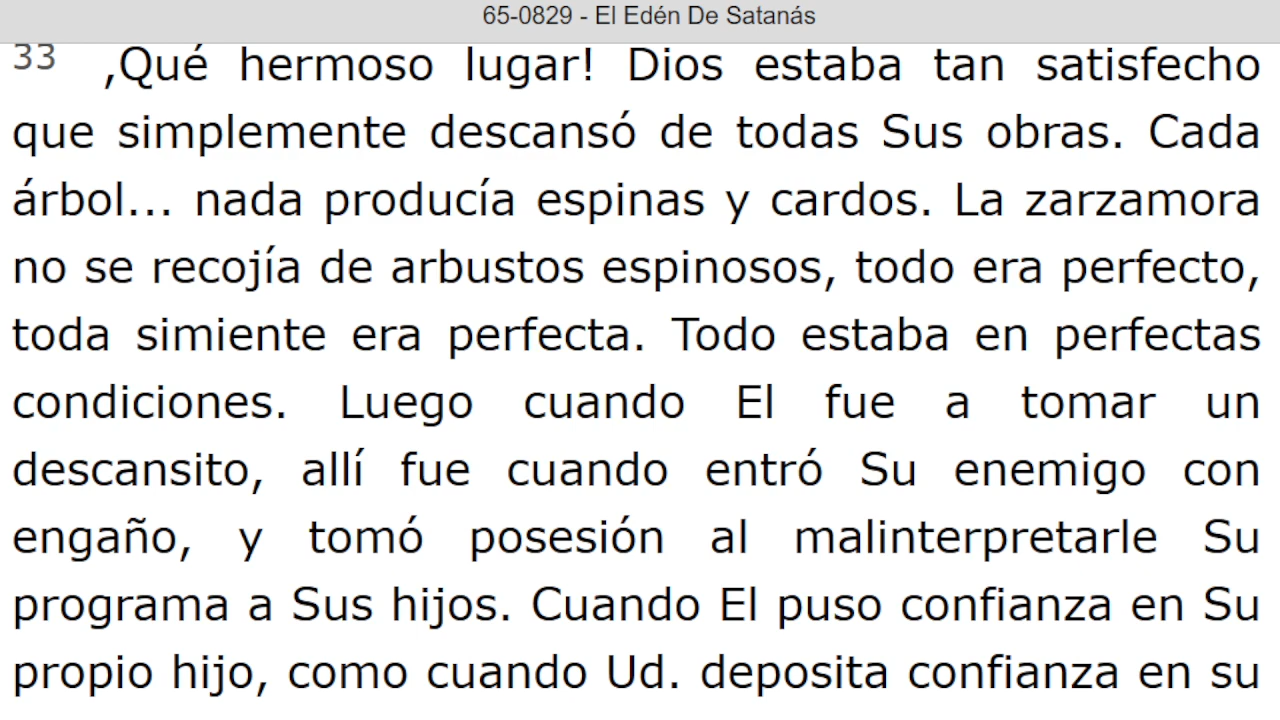 65-0829 - El Edén De Satanás
33 ,Qué hermoso lugar! Dios estaba tan satisfecho
que simplemente descansó de todas Sus obras. Cada
árbol... nada producía espinas y cardos. La zarzamora
no se recojía de arbustos espinosos, todo era perfecto,
toda simiente era perfecta. Todo estaba en perfectas
condiciones. Luego cuando El fue a tomar un
descansito, allí fue cuando entró Su enemigo con
engaño, y tomó posesión al malinterpretarle Su
programa a Sus hijos. Cuando El puso confianza en Su
propio hijo, como cuando Ud. deposita confianza en su